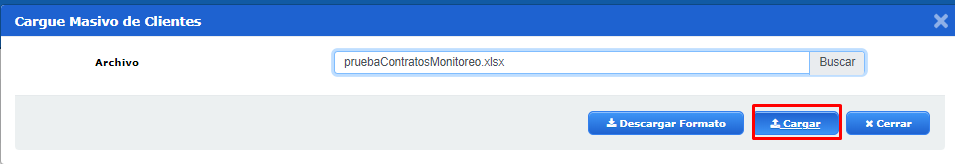 Cargue Masivo de Clientes
Archivo pruebaContratosMonitoreo.xlsx Buscar
Descargar Formato Cargar Cerrar